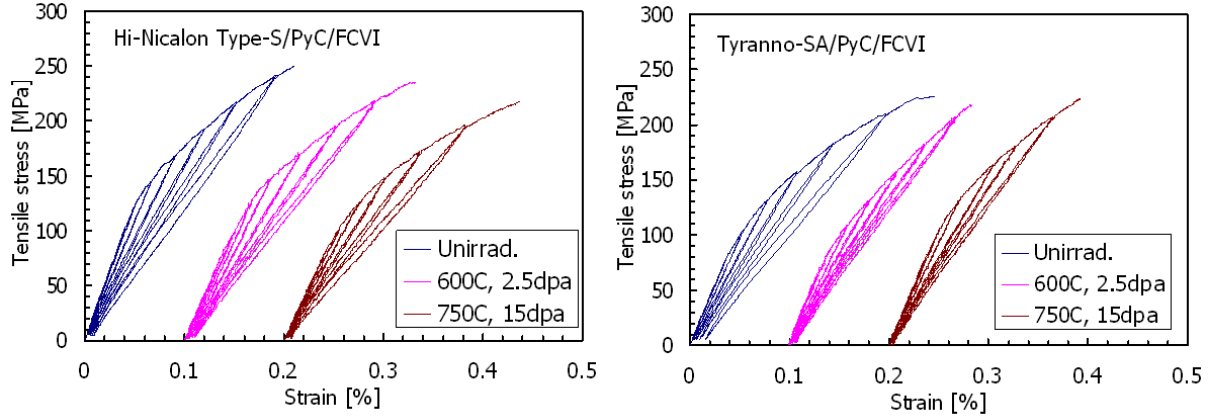 Hi-Nicalon Type-S/PyC/FCVI
Tensile stress [MPa]
300
250
200
150
100
50
0
Unirrad.
600C, 2.5dpa
750C, 15dpa
0 0.1 0.2 0.3 0.4 0.5
Strain [%]
Tyranno-SA/PyC/FCVI
Tensile stress [MPa]
300
250
200
150
100
50
0
Unirrad.
600C, 2.5dpa
750C, 15dpa
0 0.1 0.2 0.3 0.4 0.5
Strain [%]